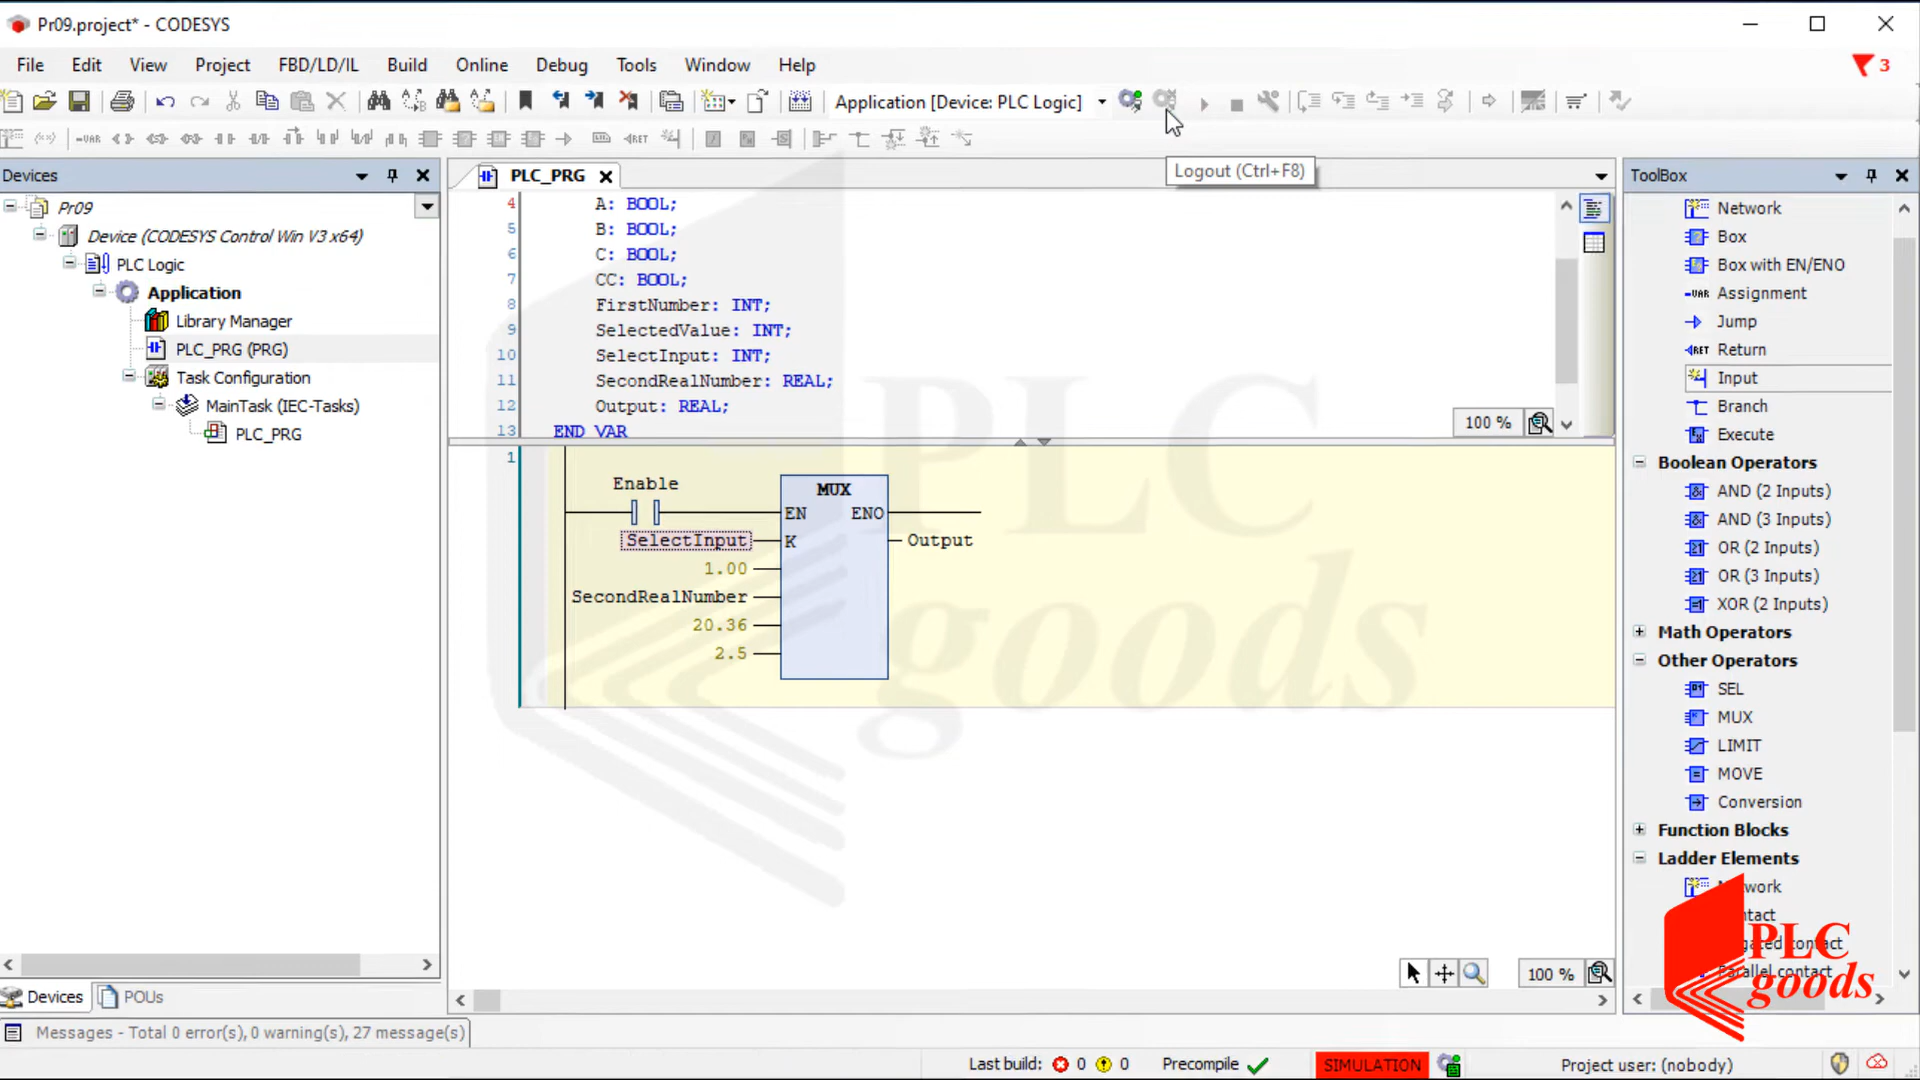 Pr09.project* - CODESYS
File Edit View Project FBD/LD/IL Build Online Debug Tools Window Help
3
Application [Device: PLC Logic]
Logout (Ctrl+F8)
Devices
Pr09
Device (CODESYS Control Win V3 x64)
PLC Logic
Application
Library Manager
PLC_PRG (PRG)
Task Configuration
MainTask (IEC-Tasks)
PLC_PRG
Devices
POUs
PLC_PRG
4 A: BOOL;
5 B: BOOL;
6 C: BOOL;
7 CC: BOOL;
8 FirstNumber: INT;
9 SelectedValue: INT;
10 SelectInput: INT;
11 SecondRealNumber: REAL;
12 Output: REAL;
13 END VAR
100 %
1
Enable
MUX
EN ENO
SelectInput K Output
1.00
SecondRealNumber
20.36
2.5
PLC
goods
100 %
ToolBox
Network
Box
Box with EN/ENO
Assignment
Jump
Return
Input
Branch
Execute
Boolean Operators
AND (2 Inputs)
AND (3 Inputs)
OR (2 Inputs)
OR (3 Inputs)
XOR (2 Inputs)
Math Operators
Other Operators
SEL
MUX
LIMIT
MOVE
Conversion
Function Blocks
Ladder Elements
PLC
goods
Messages - Total 0 error(s), 0 warning(s), 27 message(s)
Last build: 0 0 Precompile SIMULATION Project user: (nobody)